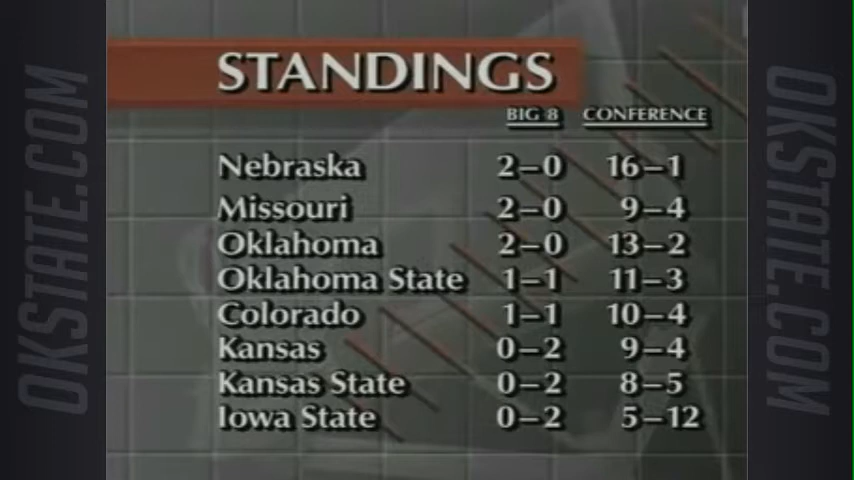 STANDINGS
BIG 8 CONFERENCE
Nebraska 2–0 16–1
Missouri 2–0 9–4
Oklahoma 2–0 13–2
Oklahoma State 1–1 11–3
Colorado 1–1 10–4
Kansas 0–2 9–4
Kansas State 0–2 8–5
Iowa State 0–2 5–12
OKSTATE.COM
OKSTATE.COM